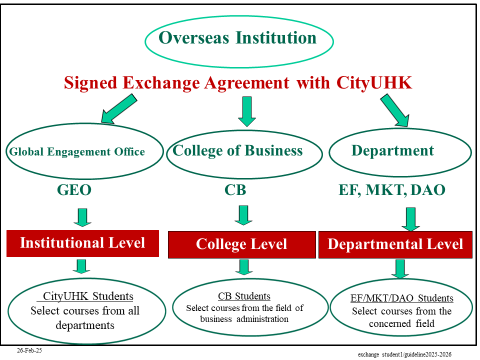 Overseas Institution
Signed Exchange Agreement with CityUHK
Global Engagement Office
College of Business
Department
GEO
CB
EF, MKT, DAO
Institutional Level
College Level
Departmental Level
CityUHK Students
Select courses from all
departments
CB Students
Select courses from the field of
business administration
EF/MKT/DAO Students
Select courses from the
concerned field
26-Feb-25
exchange student1/guideline2025-2026